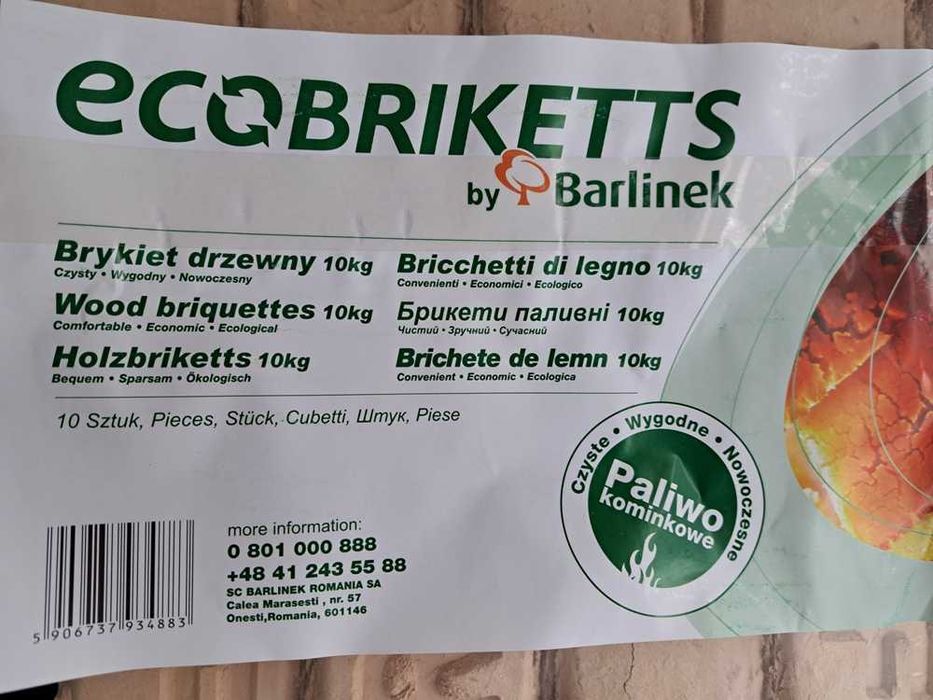 ecoBRIKETTS
by Barlinek
Brykiet drzewny 10kg
Czysty • Wygodny • Nowoczesny
Wood briquettes 10kg
Comfortable • Economic • Ecological
Holzbriketts 10kg
Bequem • Sparsam • Ökologisch
Bricchetti di legno 10kg
Convenienti • Economici • Ecologico
Брикети паливні 10kg
Чистий • Зручний • Сучасний
Brichete de lemn 10kg
Convenient • Economic • Ecologica
10 Sztuk, Pieces, Stück, Cubetti, Штук, Piese
Czyste • Wygodne • Nowoczesne
Paliwo
kominkowe
more information:
0 801 000 888
+48 41 243 55 88
SC BARLINEK ROMANIA SA
Calea Marasesti , nr. 57
Onesti,Romania, 601146
5 906737 934883